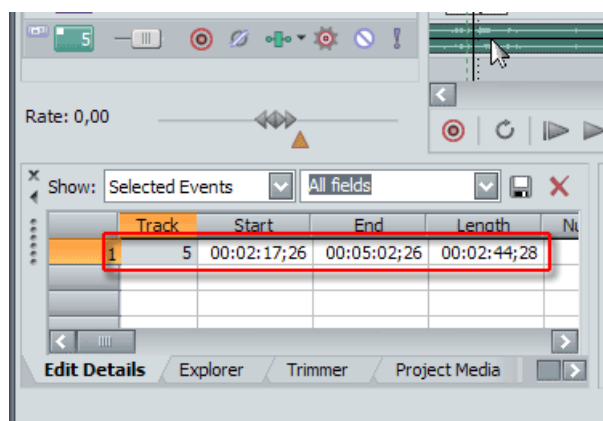 5
Rate: 0,00
Show: Selected Events All fields
Track Start End Length
1 5 00:02:17;26 00:05:02;26 00:02:44;28
Edit Details Explorer Trimmer Project Media